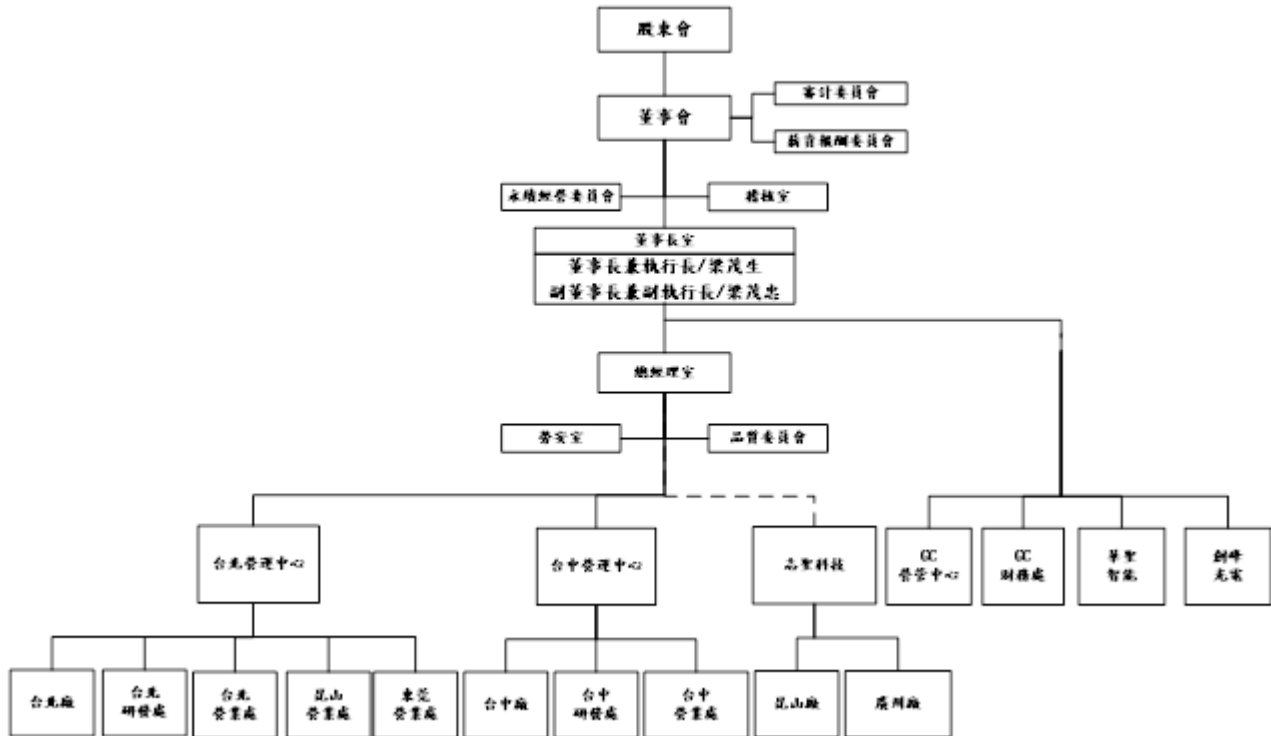 股東會
董事會
審計委員會
薪資報酬委員會
永續經營委員會
稽核室
董事長室
董事長兼執行長/梁茂生
副董事長兼副執行長/梁茂忠
總經理室
勞安室
品質委員會
台北營運中心
台中營運中心
志聖科技
GC
營管中心
GC
財務處
華聖
智能
創峰
光電
台北廠
台北
研發處
台北
營業處
昆山
營業處
東莞
營業處
台中廠
台中
研發處
台中
營業處
昆山廠
廣州廠